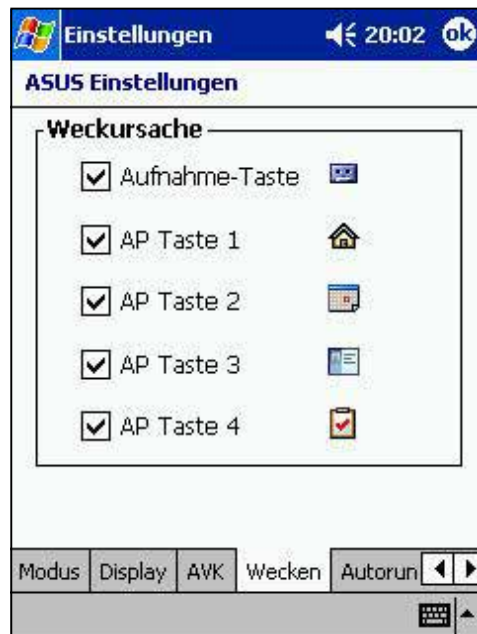 Einstellungen 20:02 ok
ASUS Einstellungen
Weckursache
Aufnahme-Taste
AP Taste 1
AP Taste 2
AP Taste 3
AP Taste 4
Modus Display AVK Wecken Autorun